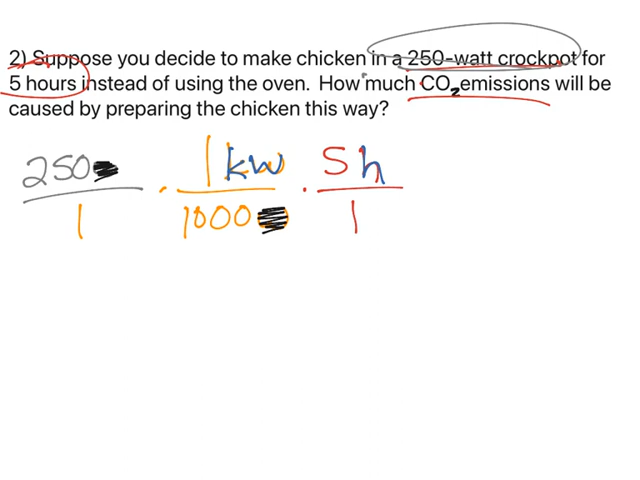 2) Suppose you decide to make chicken in a 250-watt crockpot for
5 hours instead of using the oven. How much CO2 emissions will be
caused by preparing the chicken this way?
250 · 1 kw · 5 h
1 1000 1